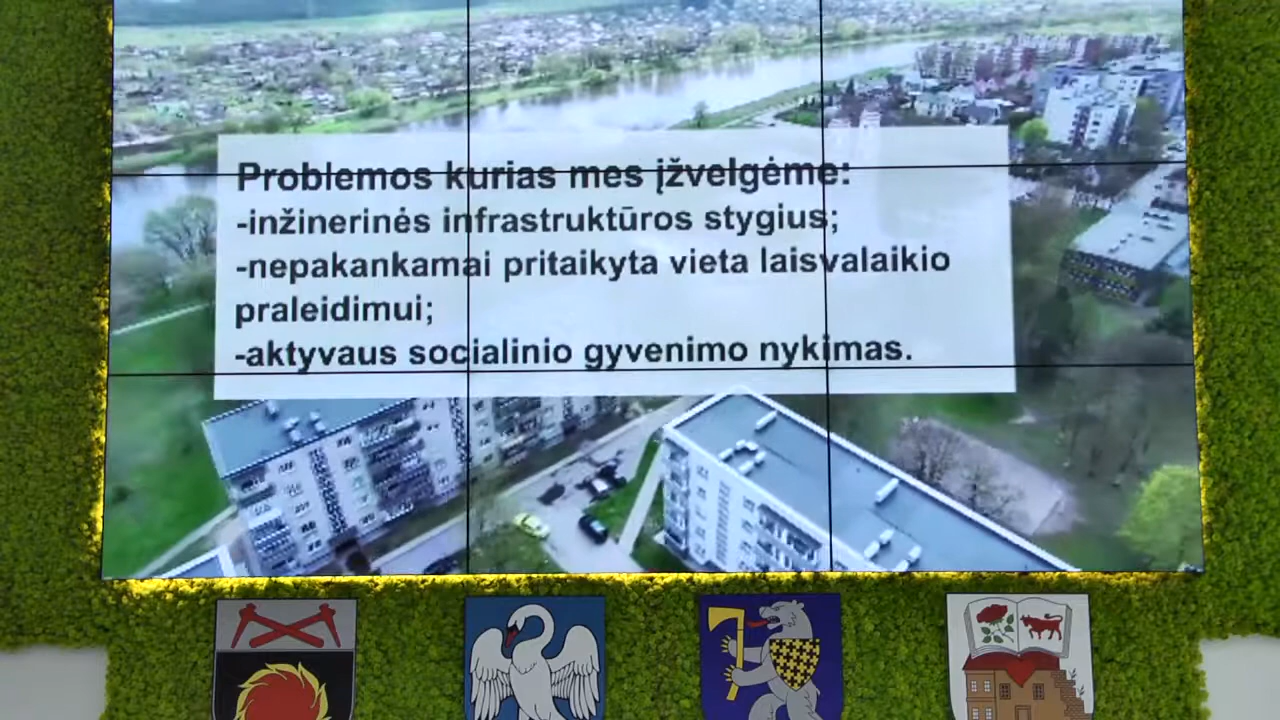 Problemos kurias mes įžvelgėme:
-inžinerinės infrastruktūros stygius;
-nepakankamai pritaikyta vieta laisvalaikio
praleidimui;
-aktyvaus socialinio gyvenimo nykimas.